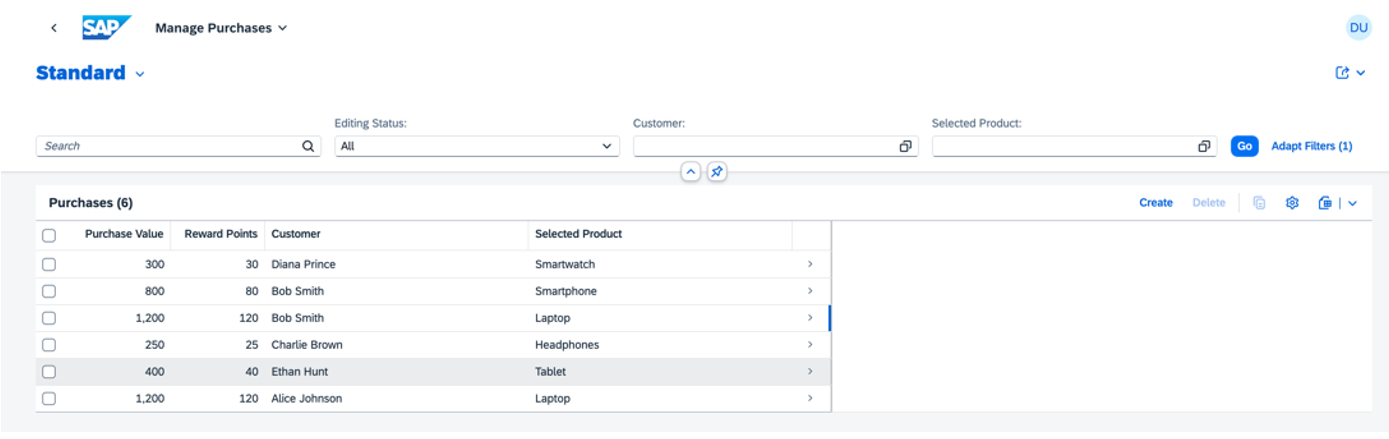 SAP Manage Purchases DU
Standard
Editing Status: Customer: Selected Product:
Search All Go Adapt Filters (1)
Purchases (6) Create Delete
Purchase Value Reward Points Customer Selected Product
300 30 Diana Prince Smartwatch
800 80 Bob Smith Smartphone
1,200 120 Bob Smith Laptop
250 25 Charlie Brown Headphones
400 40 Ethan Hunt Tablet
1,200 120 Alice Johnson Laptop